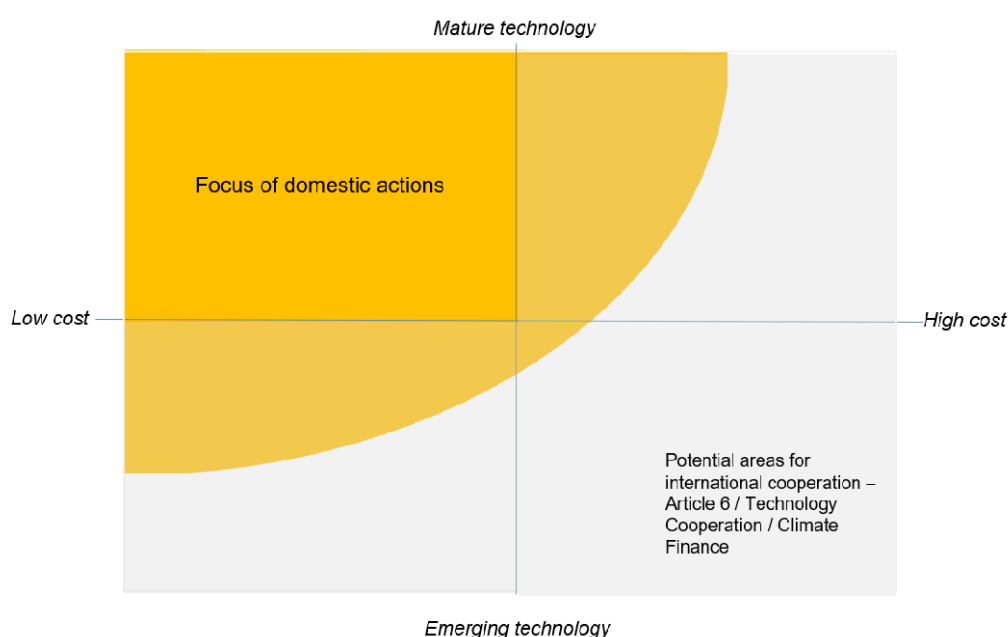 Mature technology
Focus of domestic actions
Low cost
High cost
Potential areas for
international cooperation –
Article 6 / Technology
Cooperation / Climate
Finance
Emerging technology